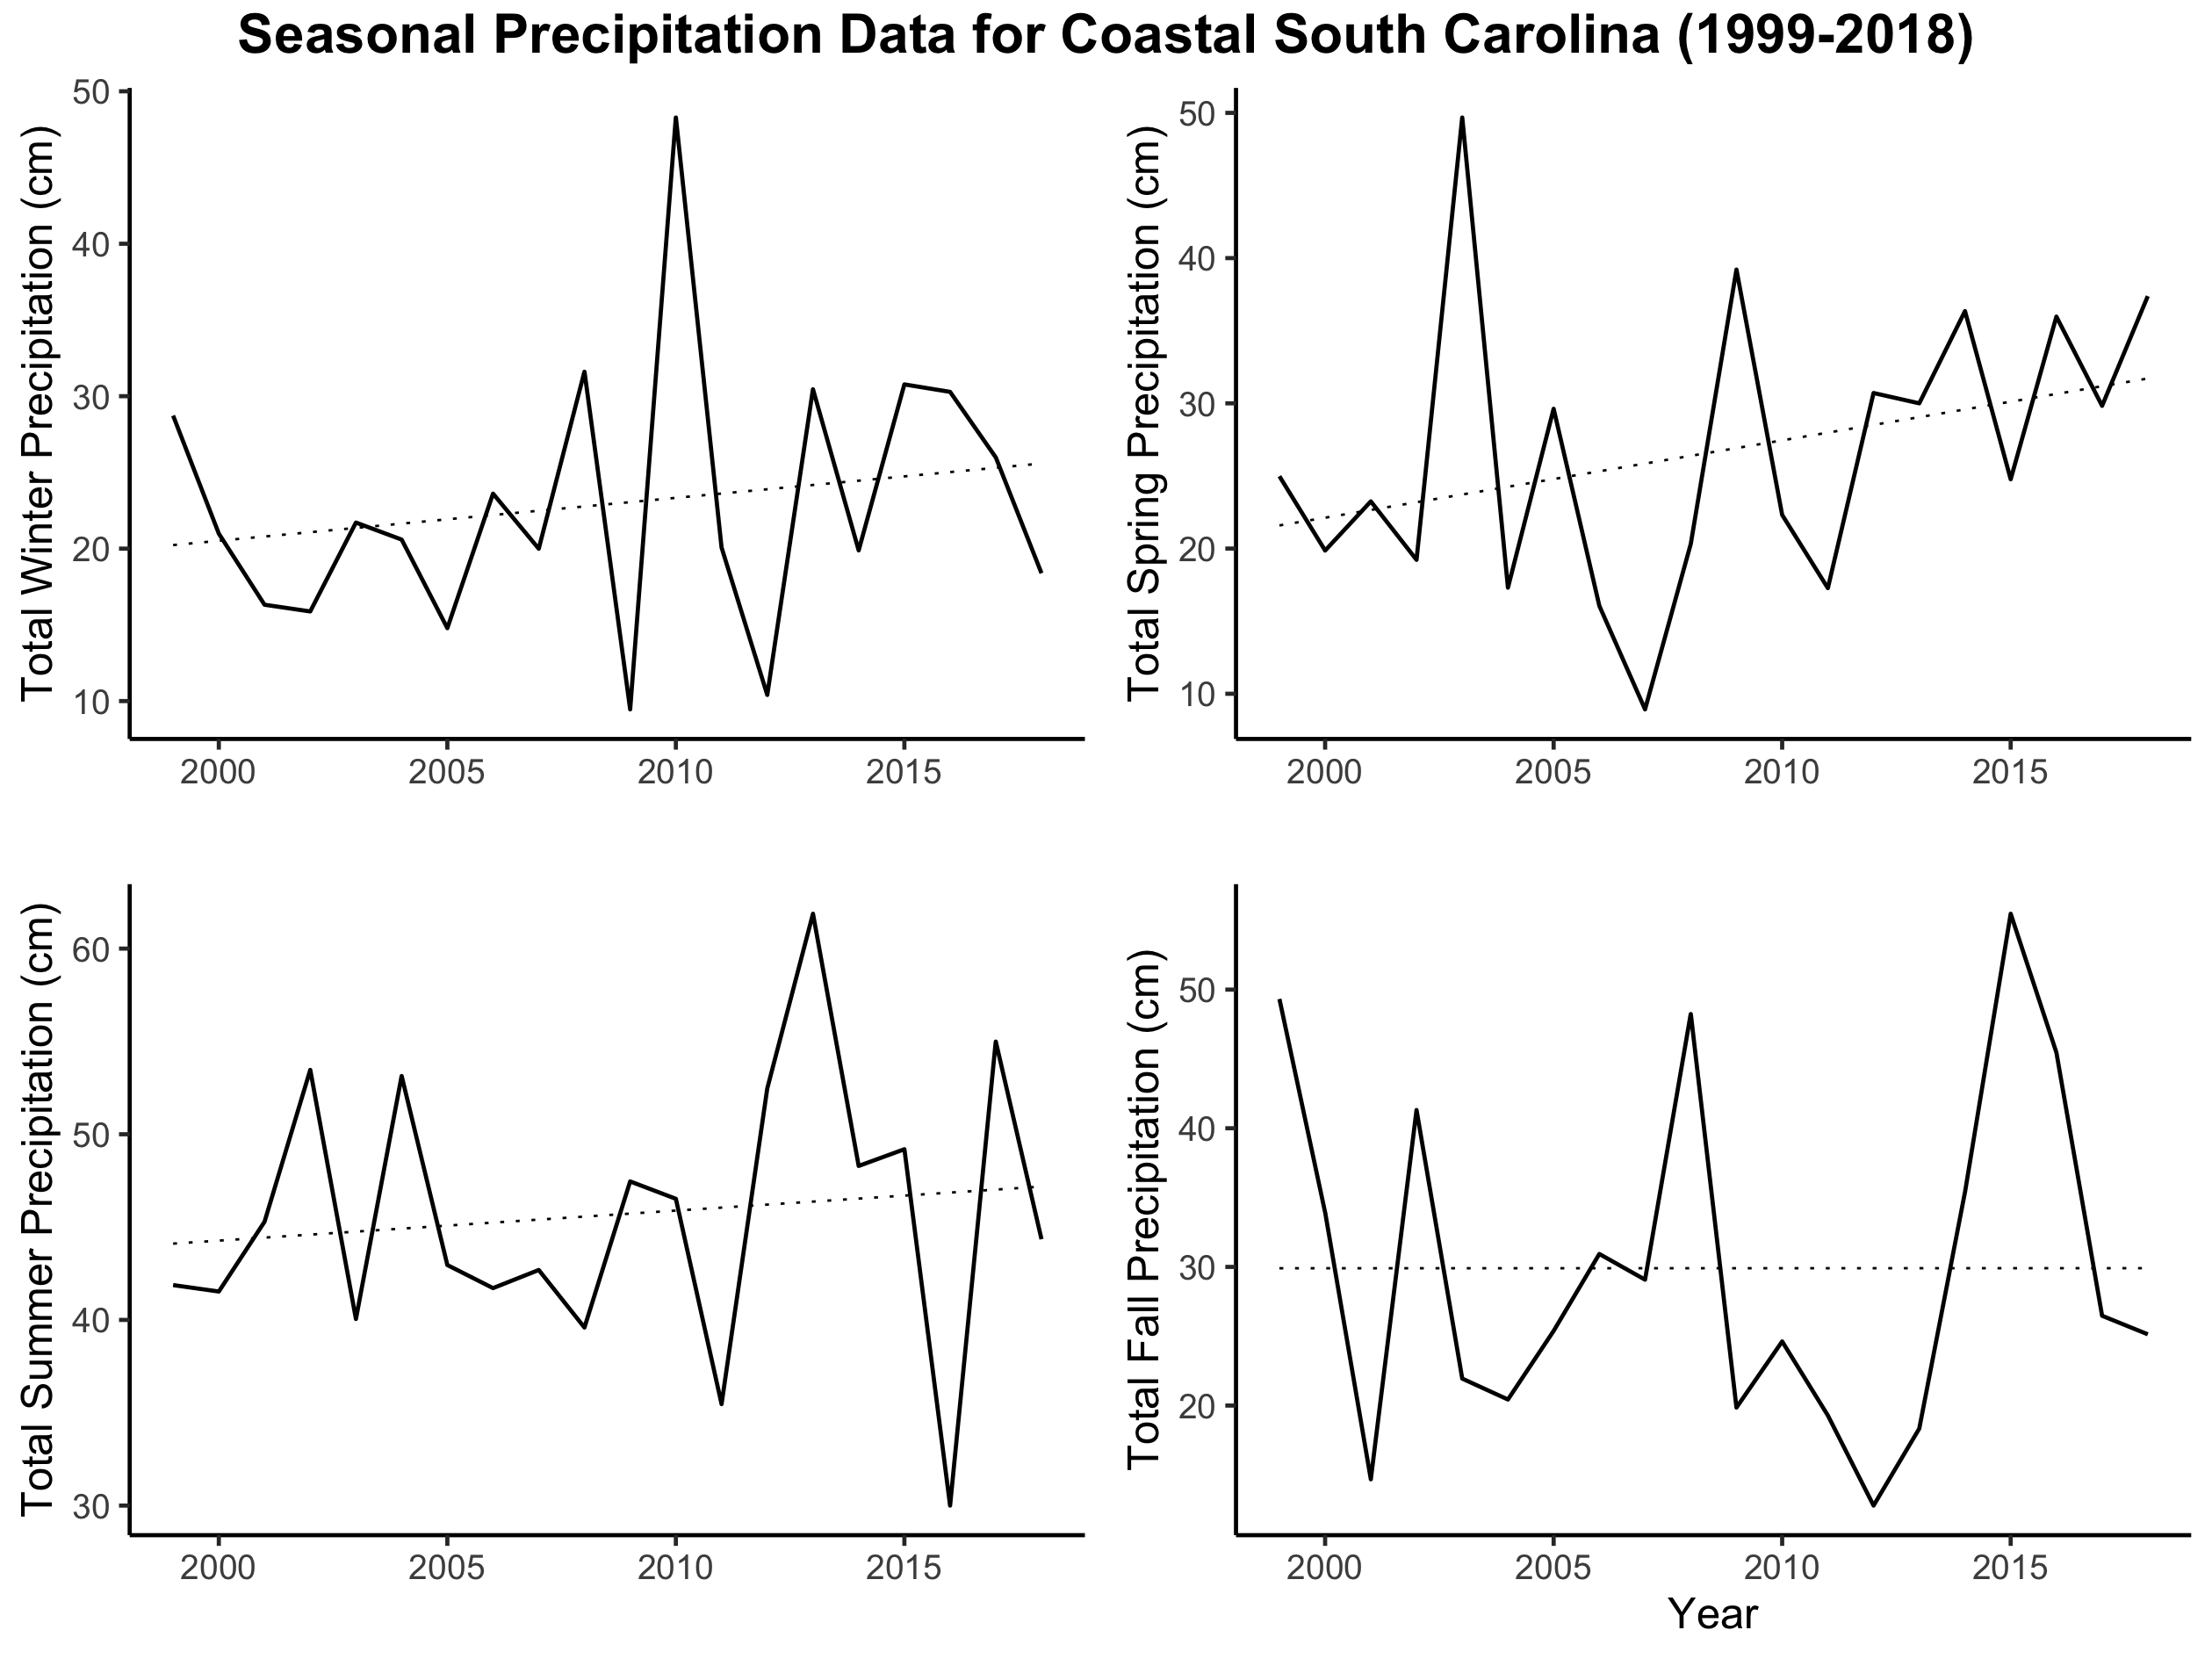 Seasonal Precipitation Data for Coastal South Carolina (1999-2018)
Total Winter Precipitation (cm)
50
40
30
20
10
2000 2005 2010 2015
Total Spring Precipitation (cm)
50
40
30
20
10
2000 2005 2010 2015
Total Summer Precipitation (cm)
60
50
40
30
2000 2005 2010 2015
Total Fall Precipitation (cm)
50
40
30
20
2000 2005 2010 2015
Year